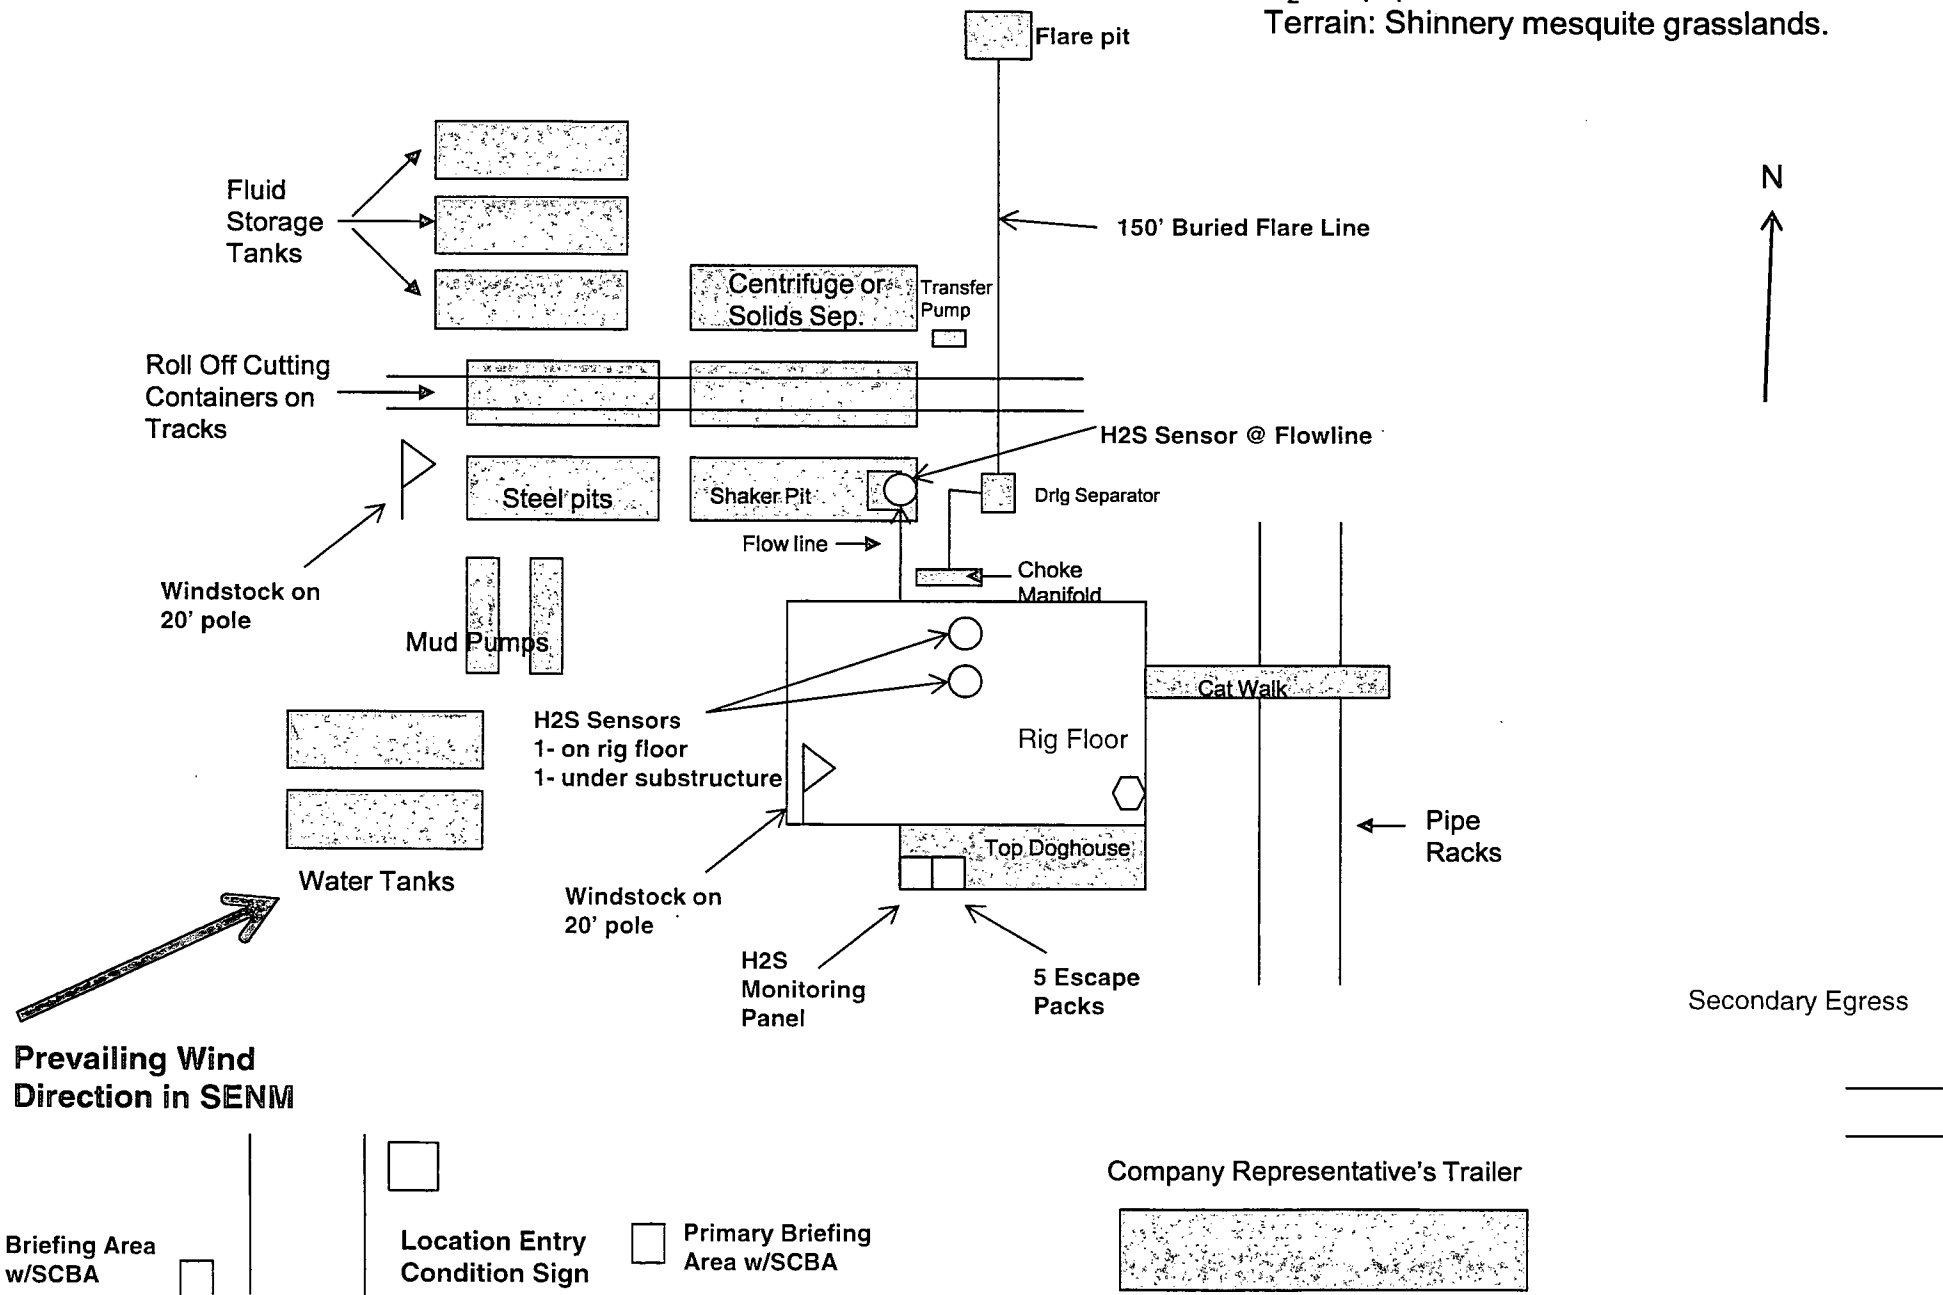 Terrain: Shinnery mesquite grasslands.
Flare pit
N
Fluid
Storage
Tanks
150' Buried Flare Line
Centrifuge or
Solids Sep.
Transfer
Pump
Roll Off Cutting
Containers on
Tracks
H2S Sensor @ Flowline
Steel pits
Shaker Pit
Drlg Separator
Flow line
Choke
Manifold
Windstock on
20' pole
Mud Pumps
Cat Walk
H2S Sensors
1- on rig floor
1- under substructure
Rig Floor
Pipe
Racks
Top Doghouse
Water Tanks
Windstock on
20' pole
H2S
Monitoring
Panel
5 Escape
Packs
Secondary Egress
Prevailing Wind
Direction in SENM
Company Representative's Trailer
Briefing Area
w/SCBA
Location Entry
Condition Sign
Primary Briefing
Area w/SCBA